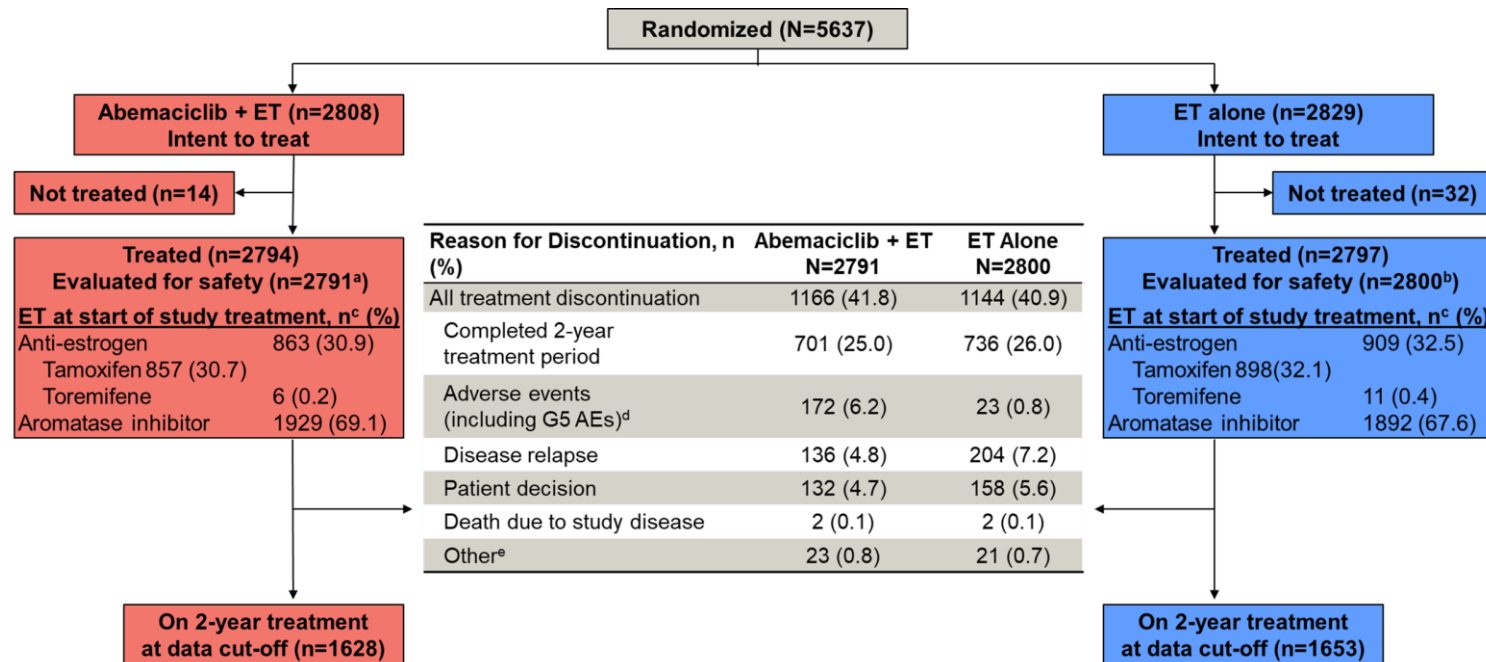 Randomized (N=5637)
Abemaciclib + ET (n=2808)
Intent to treat
ET alone (n=2829)
Intent to treat
Not treated (n=14)
Not treated (n=32)
Treated (n=2794)
Evaluated for safety (n=2791ᵃ)
ET at start of study treatment, nᶜ (%)
Anti-estrogen 863 (30.9)
Tamoxifen 857 (30.7)
Toremifene 6 (0.2)
Aromatase inhibitor 1929 (69.1)
Reason for Discontinuation, n (%) Abemaciclib + ET N=2791 ET Alone N=2800
All treatment discontinuation 1166 (41.8) 1144 (40.9)
Completed 2-year treatment period 701 (25.0) 736 (26.0)
Adverse events (including G5 AEs)ᵈ 172 (6.2) 23 (0.8)
Disease relapse 136 (4.8) 204 (7.2)
Patient decision 132 (4.7) 158 (5.6)
Death due to study disease 2 (0.1) 2 (0.1)
Otherᵉ 23 (0.8) 21 (0.7)
Treated (n=2797)
Evaluated for safety (n=2800ᵇ)
ET at start of study treatment, nᶜ (%)
Anti-estrogen 909 (32.5)
Tamoxifen 898(32.1)
Toremifene 11 (0.4)
Aromatase inhibitor 1892 (67.6)
On 2-year treatment
at data cut-off (n=1628)
On 2-year treatment
at data cut-off (n=1653)